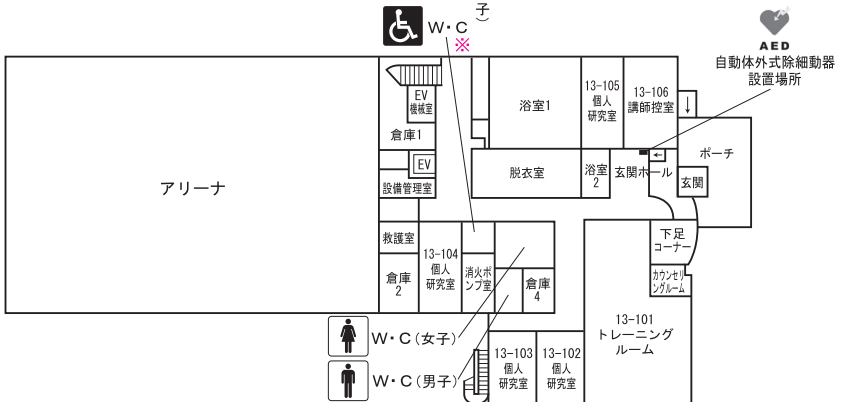 子）
W・C
※
AED
自動体外式除細動器
設置場所
EV
機械室
倉庫1
EV
設備管理室
浴室1
13-105
個人
研究室
13-106
講師控室
↓
ポーチ
アリーナ
脱衣室
浴室
2
玄関ホール
←
玄関
救護室
倉庫
2
13-104
個人
研究室
消火ポ
ンプ室
倉庫
4
下足
コーナー
カウンセリ
ングルーム
13-101
トレーニング
ルーム
W・C（女子）
W・C（男子）
13-103
個人
研究室
13-102
個人
研究室